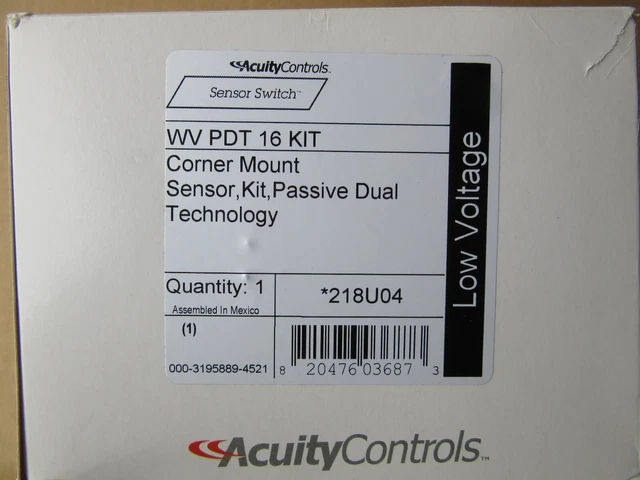 AcuityControls™
Sensor Switch™
WV PDT 16 KIT
Corner Mount
Sensor,Kit,Passive Dual
Technology
Low Voltage
Quantity: 1
Assembled In Mexico
*218U04
(1)
000-3195889-4521
8 20476 03687 3
AcuityControls™